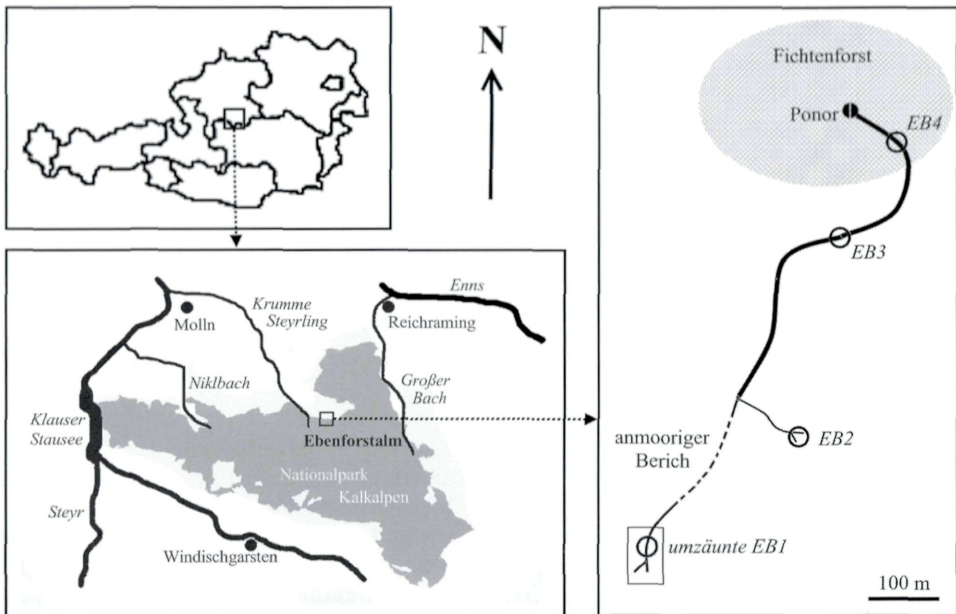 N
Molln
Krumme
Steyrling
Enns
Reichraming
Niklbach
Großer
Bach
Klauser
Stausee
Ebenforstalm
Nationalpark
Kalkalpen
Steyr
Windischgarsten
Fichtenforst
Ponor
EB4
EB3
anmooriger
Berich
EB2
umzäunte EB1
100 m